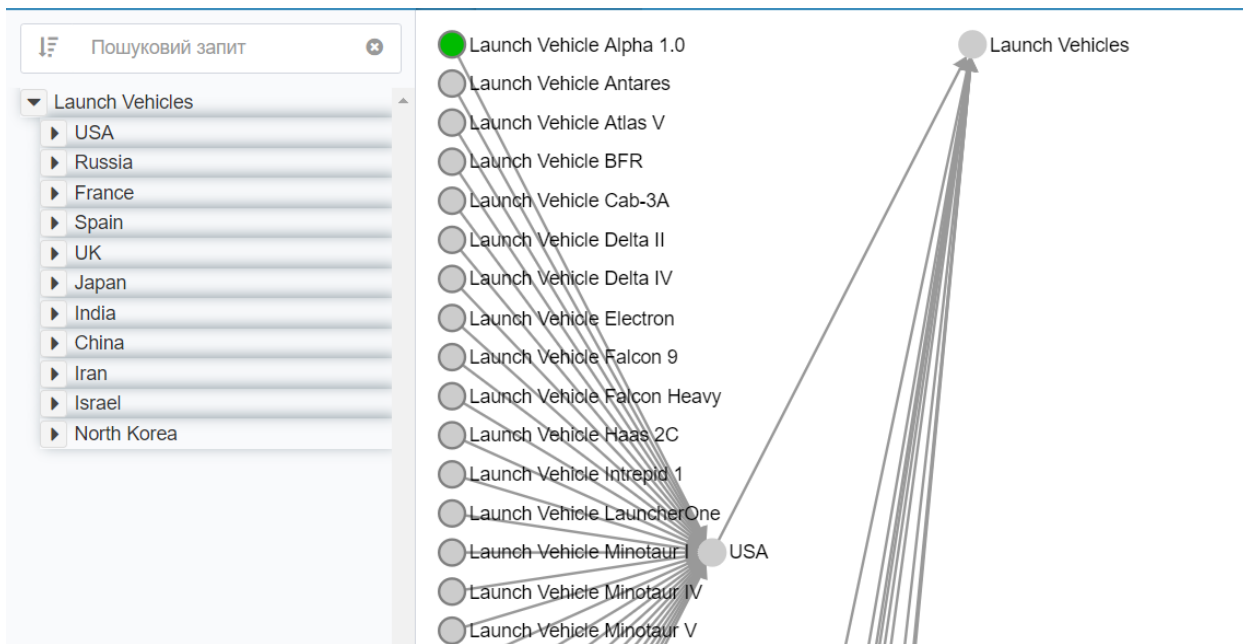 Пошуковий запит
Launch Vehicles
USA
Russia
France
Spain
UK
Japan
India
China
Iran
Israel
North Korea
Launch Vehicle Alpha 1.0
Launch Vehicle Antares
Launch Vehicle Atlas V
Launch Vehicle BFR
Launch Vehicle Cab-3A
Launch Vehicle Delta II
Launch Vehicle Delta IV
Launch Vehicle Electron
Launch Vehicle Falcon 9
Launch Vehicle Falcon Heavy
Launch Vehicle Haas 2C
Launch Vehicle Intrepid 1
Launch Vehicle LauncherOne
Launch Vehicle Minotaur I
Launch Vehicle Minotaur IV
Launch Vehicle Minotaur V
USA
Launch Vehicles